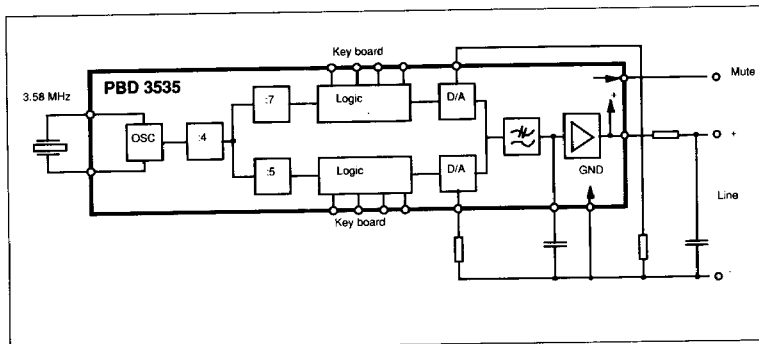 Key board
PBD 3535
Mute
3.58 MHz
:7
Logic
D/A
+
OSC
:4
+
:5
Logic
D/A
GND
Line
Key board
-